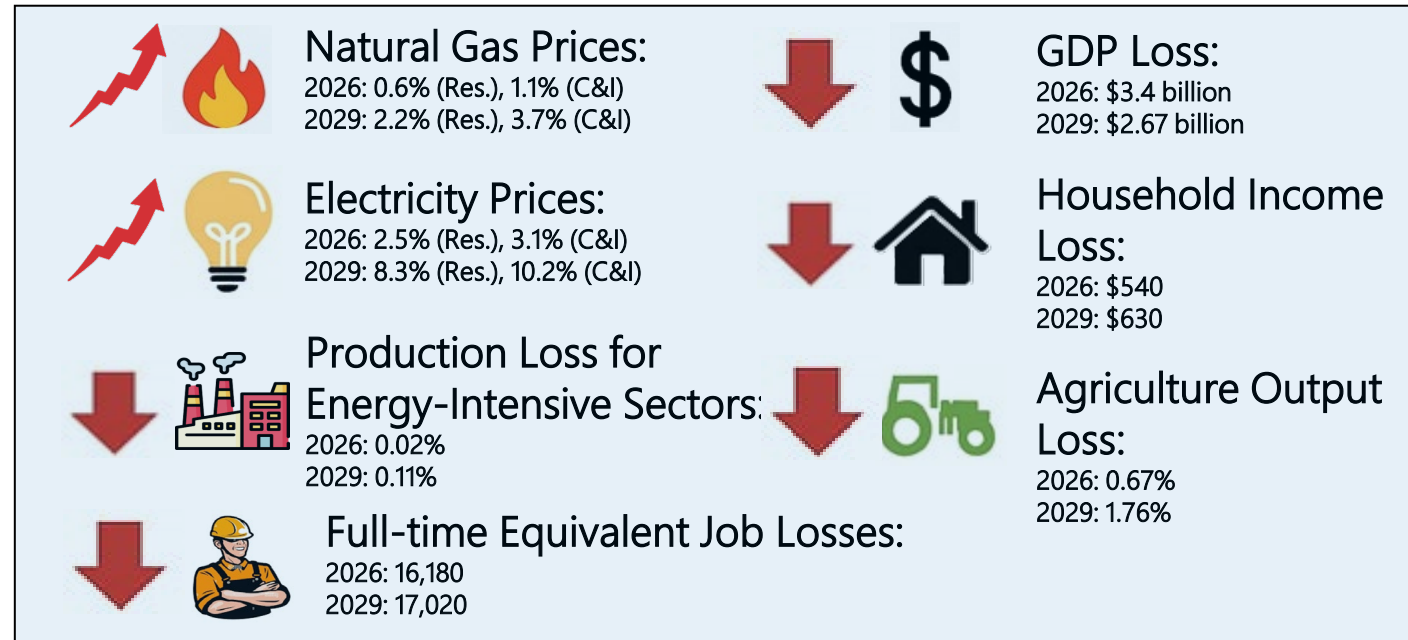 Natural Gas Prices:
2026: 0.6% (Res.), 1.1% (C&I)
2029: 2.2% (Res.), 3.7% (C&I)
Electricity Prices:
2026: 2.5% (Res.), 3.1% (C&I)
2029: 8.3% (Res.), 10.2% (C&I)
Production Loss for
Energy-Intensive Sectors:
2026: 0.02%
2029: 0.11%
Full-time Equivalent Job Losses:
2026: 16,180
2029: 17,020
$
GDP Loss:
2026: $3.4 billion
2029: $2.67 billion
Household Income
Loss:
2026: $540
2029: $630
Agriculture Output
Loss:
2026: 0.67%
2029: 1.76%